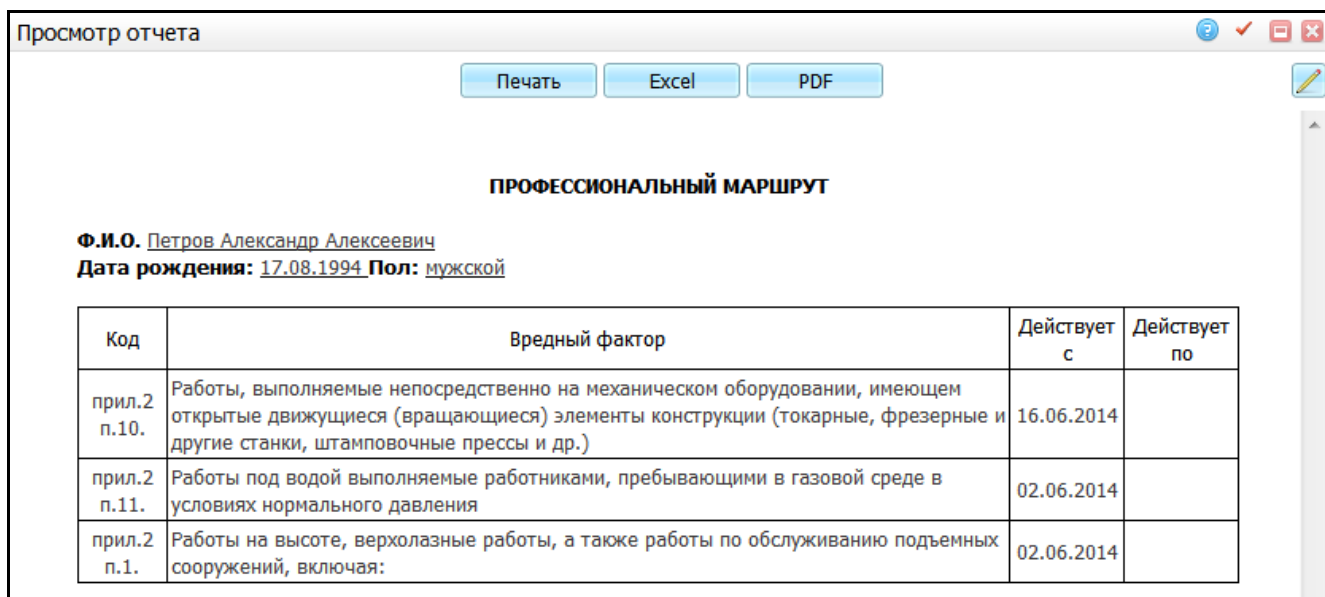 Просмотр отчета
Печать Excel PDF
ПРОФЕССИОНАЛЬНЫЙ МАРШРУТ
Ф.И.О. Петров Александр Алексеевич
Дата рождения: 17.08.1994 Пол: мужской
Код
Вредный фактор
Действует
с
Действует
по
прил.2
п.10.
Работы, выполняемые непосредственно на механическом оборудовании, имеющем
открытые движущиеся (вращающиеся) элементы конструкции (токарные, фрезерные и
другие станки, штамповочные прессы и др.)
16.06.2014
прил.2
п.11.
Работы под водой выполняемые работниками, пребывающими в газовой среде в
условиях нормального давления
02.06.2014
прил.2
п.1.
Работы на высоте, верхолазные работы, а также работы по обслуживанию подъемных
сооружений, включая:
02.06.2014